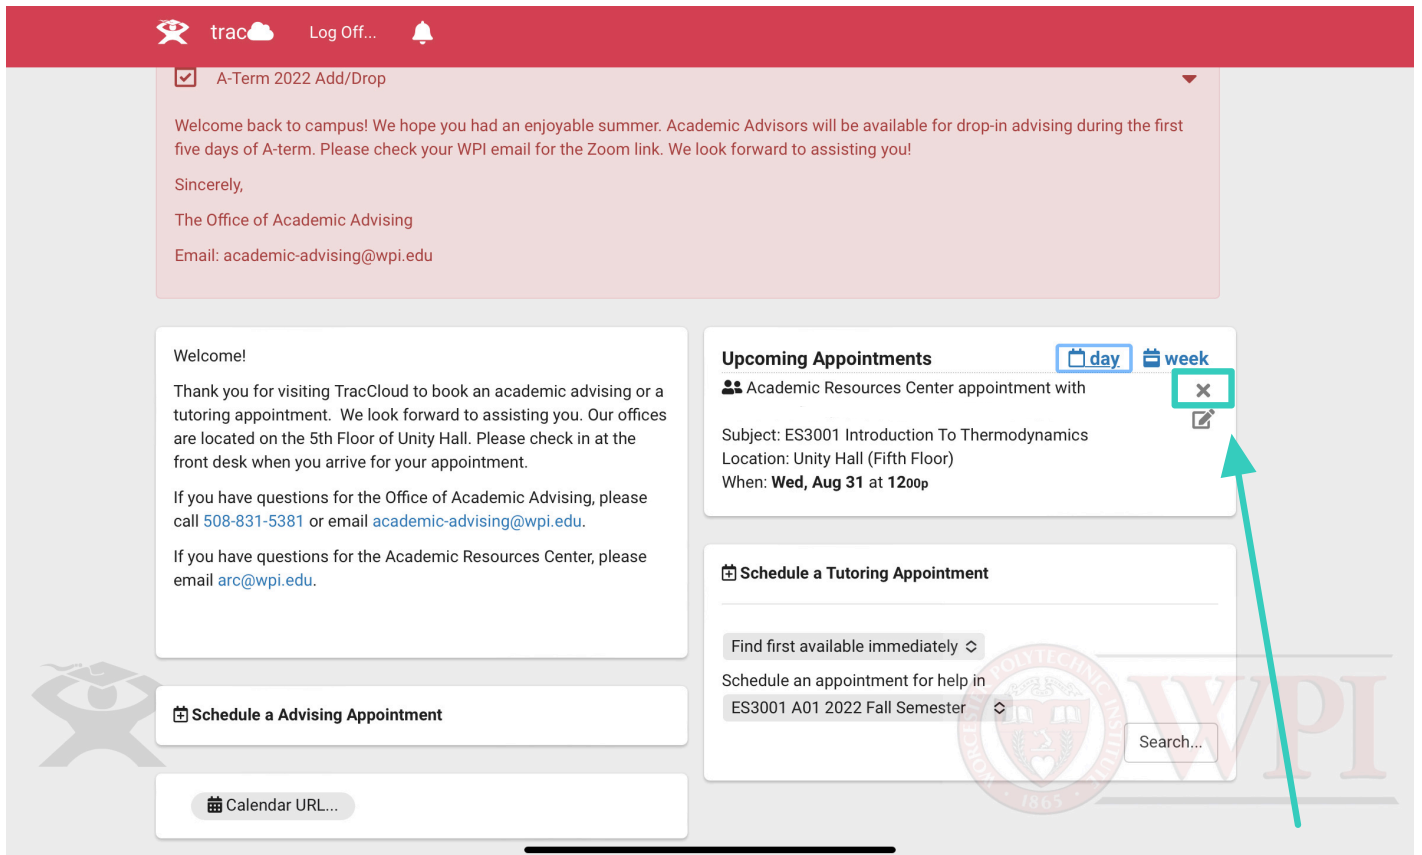 trac
Log Off...
A-Term 2022 Add/Drop
Welcome back to campus! We hope you had an enjoyable summer. Academic Advisors will be available for drop-in advising during the first
five days of A-term. Please check your WPI email for the Zoom link. We look forward to assisting you!
Sincerely,
The Office of Academic Advising
Email: academic-advising@wpi.edu
Welcome!
Thank you for visiting TracCloud to book an academic advising or a
tutoring appointment. We look forward to assisting you. Our offices
are located on the 5th Floor of Unity Hall. Please check in at the
front desk when you arrive for your appointment.
If you have questions for the Office of Academic Advising, please
call 508-831-5381 or email academic-advising@wpi.edu.
If you have questions for the Academic Resources Center, please
email arc@wpi.edu.
Schedule a Advising Appointment
Calendar URL...
Upcoming Appointments
day
week
Academic Resources Center appointment with
Subject: ES3001 Introduction To Thermodynamics
Location: Unity Hall (Fifth Floor)
When: Wed, Aug 31 at 1200p
Schedule a Tutoring Appointment
Find first available immediately
Schedule an appointment for help in
ES3001 A01 2022 Fall Semester
Search...
WORCESTER POLYTECHNIC INSTITUTE
1865
WPI